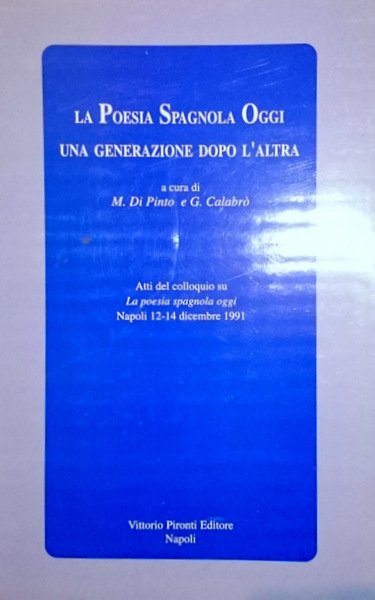 LA POESIA SPAGNOLA OGGI
UNA GENERAZIONE DOPO L'ALTRA
a cura di
M. Di Pinto e G. Calabrò
Atti del colloquio su
La poesia spagnola oggi
Napoli 12-14 dicembre 1991
Vittorio Pironti Editore
Napoli